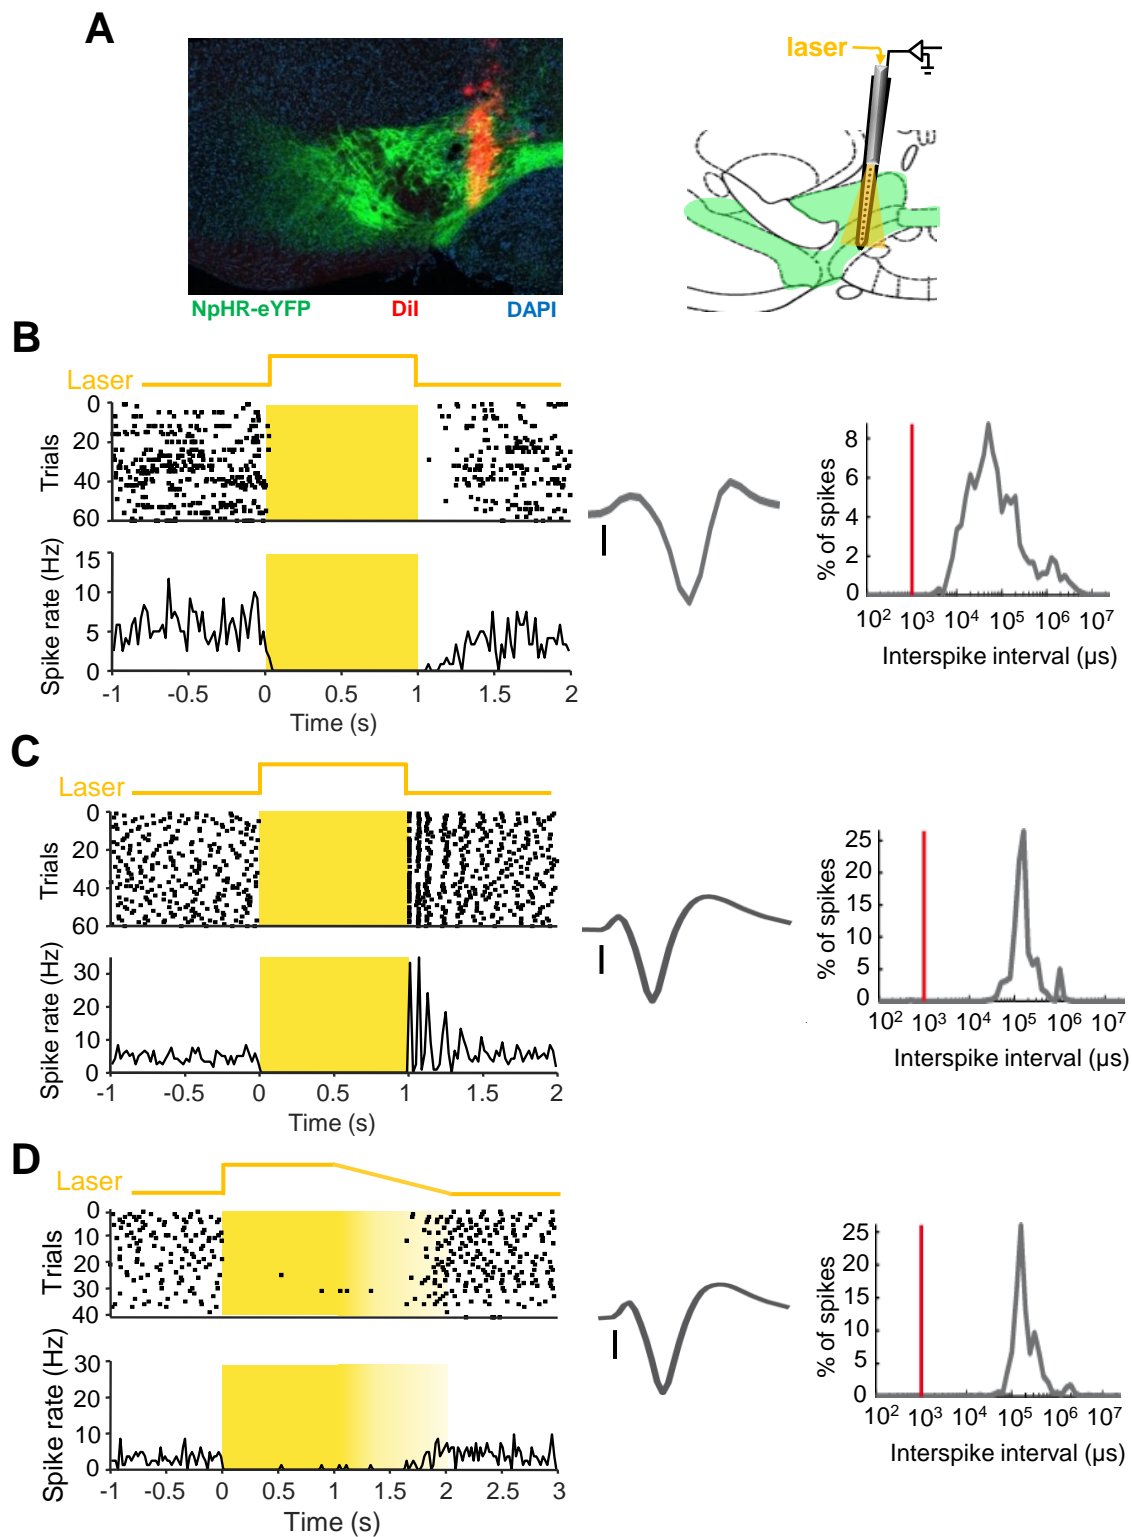 A
laser
NpHR-eYFP DiI DAPI
B
Laser
Trials
0
20
40
60
Spike rate (Hz)
15
10
5
0
-1 -0.5 0 0.5 1 1.5 2
Time (s)
% of spikes
8
6
4
2
0
10² 10³ 10⁴ 10⁵ 10⁶ 10⁷
Interspike interval (µs)
C
Laser
Trials
0
20
40
60
Spike rate (Hz)
30
20
10
0
-1 -0.5 0 0.5 1 1.5 2
Time (s)
% of spikes
25
20
15
10
5
0
10² 10³ 10⁴ 10⁵ 10⁶ 10⁷
Interspike interval (µs)
D
Laser
Trials
0
10
20
30
40
Spike rate (Hz)
30
20
10
0
-1 -0.5 0 0.5 1 1.5 2 2.5 3
Time (s)
% of spikes
25
20
15
10
5
0
10² 10³ 10⁴ 10⁵ 10⁶ 10⁷
Interspike interval (µs)